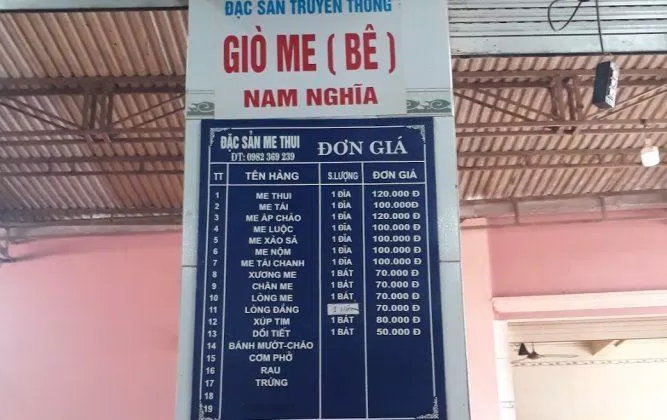 ĐẶC SẢN TRUYỀN THỐNG
GIÒ ME ( BÊ )
NAM NGHĨA
ĐẶC SẢN ME THUI
ĐT: 0982 369 239
ĐƠN GIÁ
TT TÊN HÀNG S.LƯỢNG ĐƠN GIÁ
1 ME THUI 1 ĐĨA 120.000 Đ
2 ME TÁI 1 ĐĨA 100.000Đ
3 ME ÁP CHẢO 1 ĐĨA 120.000 Đ
4 ME LUỘC 1 ĐĨA 100.000 Đ
5 ME XÀO SẢ 1 ĐĨA 100.000 Đ
6 ME NỘM 1 ĐĨA 100.000 Đ
7 ME TÁI CHANH 1 ĐĨA 100.000 Đ
8 XƯƠNG ME 1 BÁT 70.000 Đ
9 CHÂN ME 1 BÁT 70.000 Đ
10 LÒNG ME 1 BÁT 70.000 Đ
11 LÒNG ĐẮNG 70.000 Đ
12 XÚP TIM 1 BÁT 80.000 Đ
13 DỒI TIẾT 1 BÁT 50.000 Đ
14 BÁNH MƯỚT-CHÁO
15 CƠM PHỞ
16 RAU
17 TRỨNG
18
19